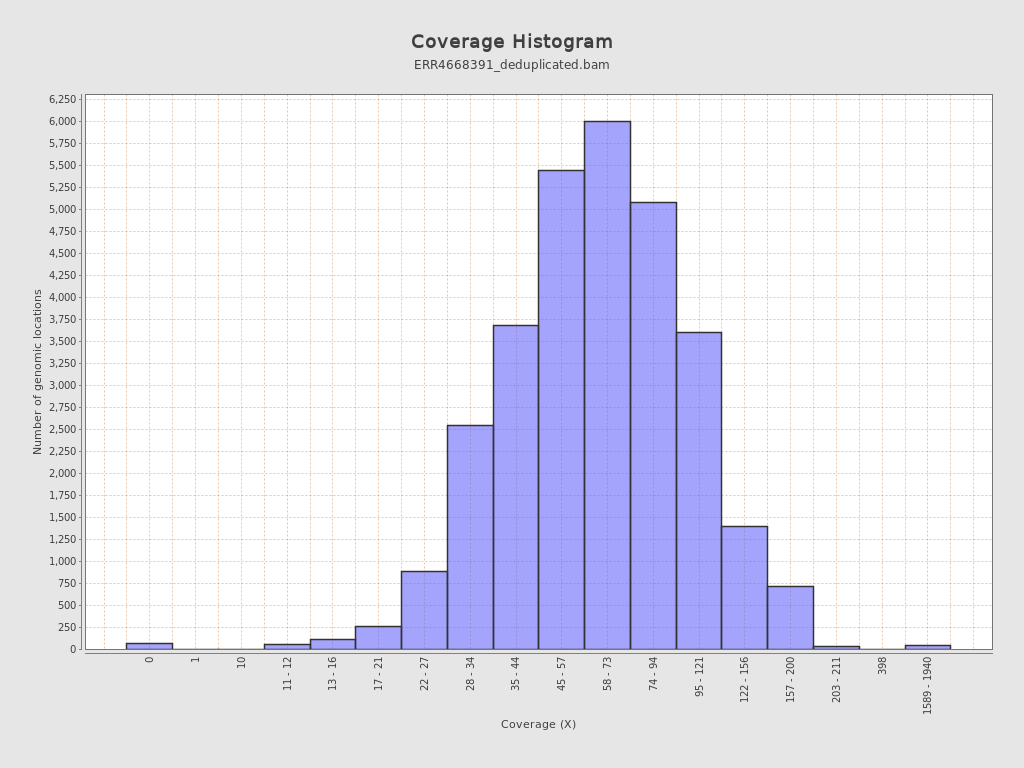 Coverage Histogram
ERR4668391_deduplicated.bam
Number of genomic locations
6,250
6,000
5,750
5,500
5,250
5,000
4,750
4,500
4,250
4,000
3,750
3,500
3,250
3,000
2,750
2,500
2,250
2,000
1,750
1,500
1,250
1,000
750
500
250
0
0
1
10
11 - 12
13 - 16
17 - 21
22 - 27
28 - 34
35 - 44
45 - 57
58 - 73
74 - 94
95 - 121
122 - 156
157 - 200
203 - 211
398
1589 - 1940
Coverage (X)